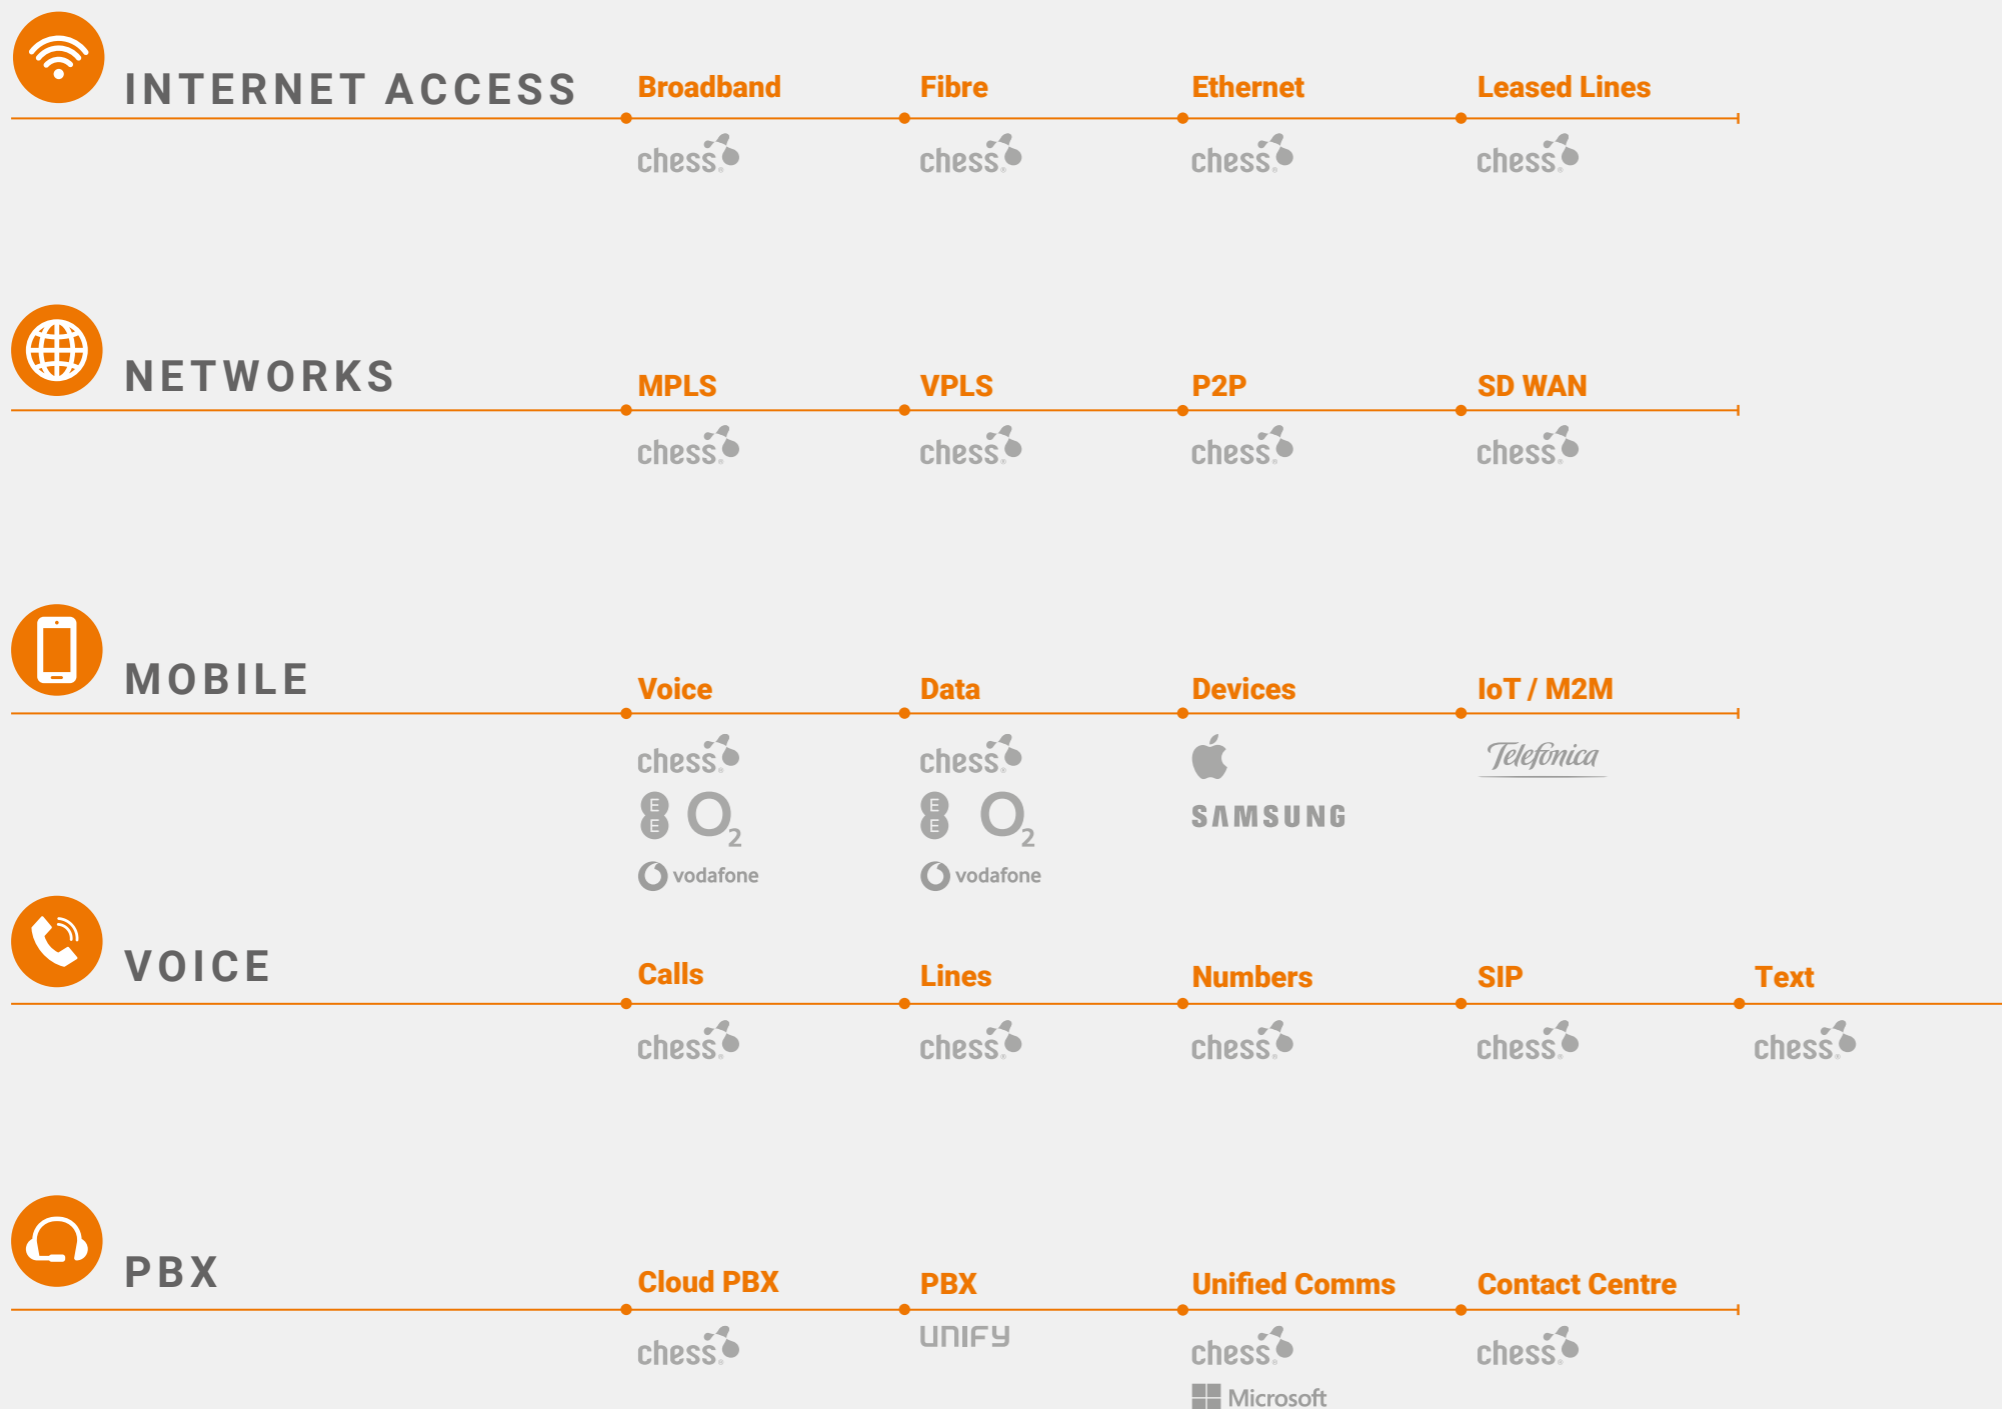 INTERNET ACCESS
Broadband Fibre Ethernet Leased Lines
chess chess chess chess
NETWORKS
MPLS VPLS P2P SD WAN
chess chess chess chess
MOBILE
Voice Data Devices IoT / M2M
chess chess Telefónica
EE O2 EE O2 SAMSUNG
vodafone vodafone
VOICE
Calls Lines Numbers SIP Text
chess chess chess chess chess
PBX
Cloud PBX PBX Unified Comms Contact Centre
chess UNIFY chess chess
Microsoft